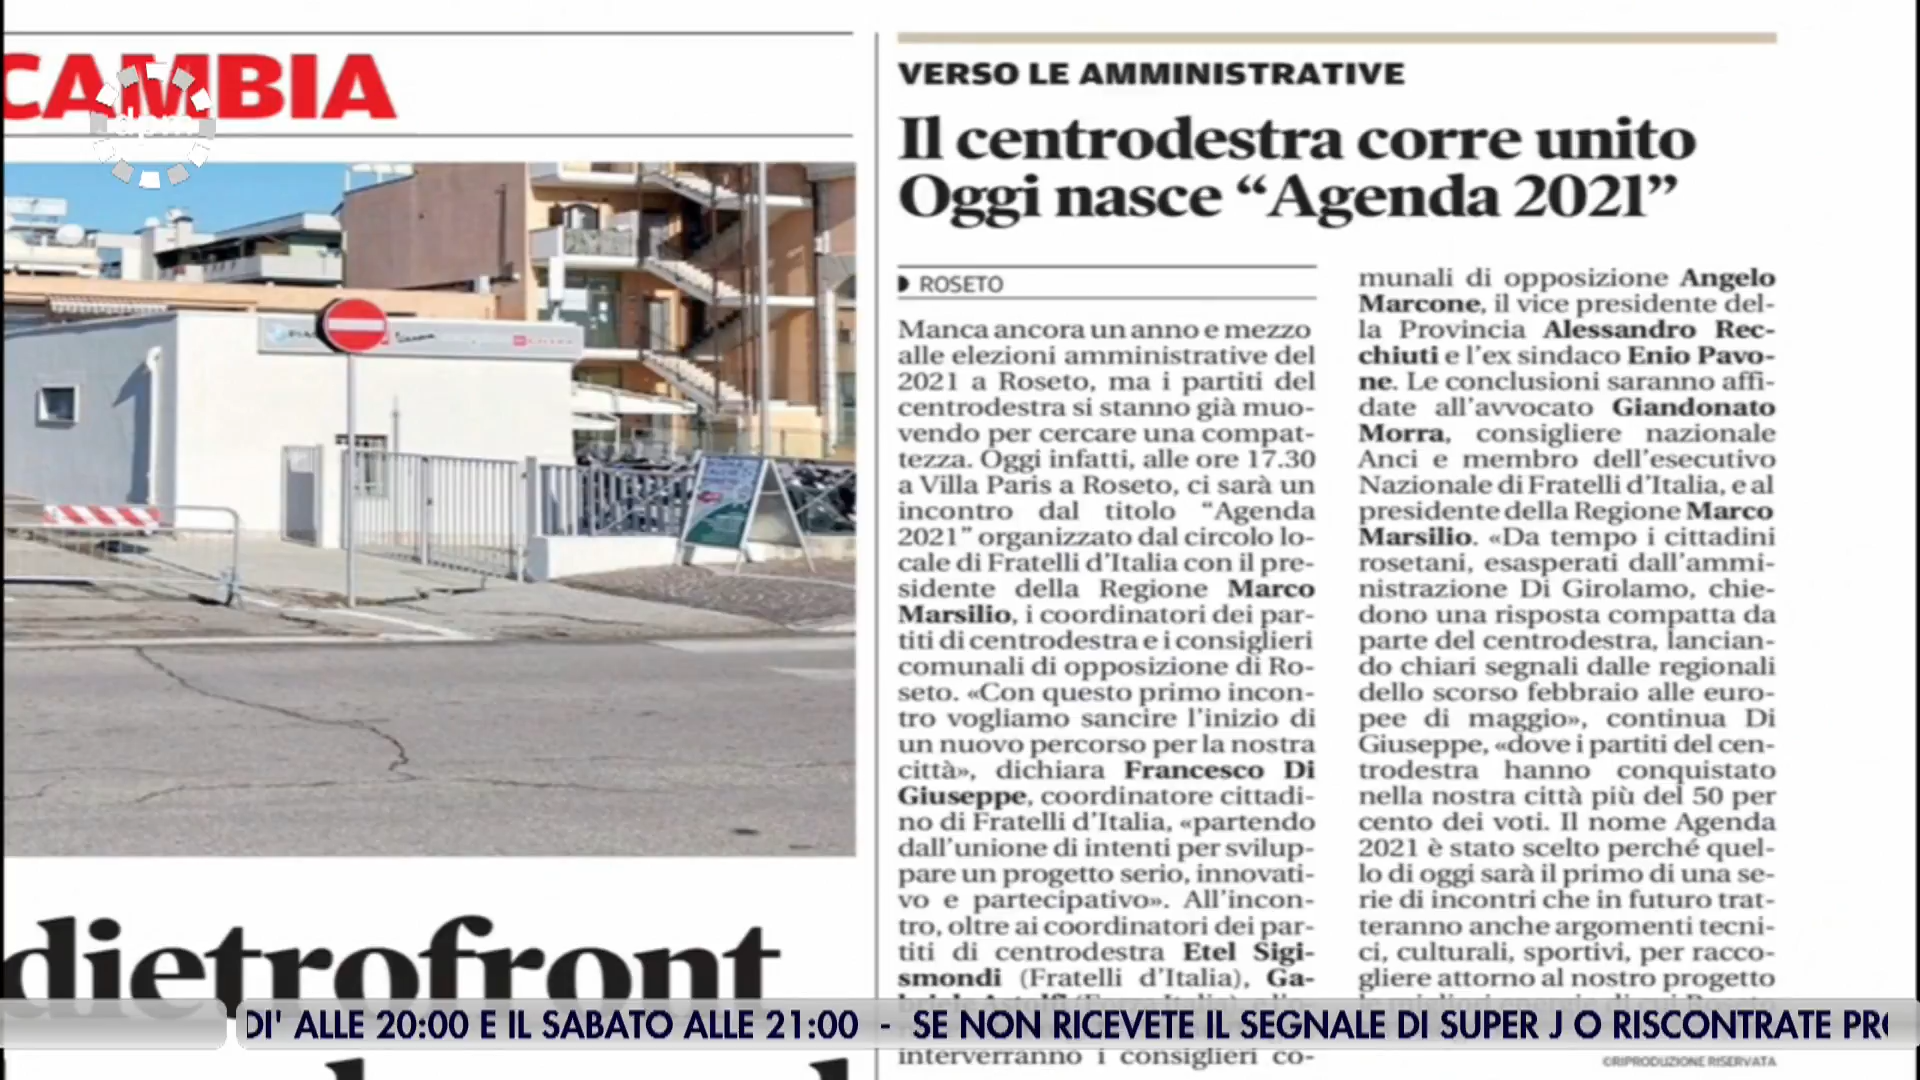 CAMBIA
dpm
dietrofront
VERSO LE AMMINISTRATIVE
Il centrodestra corre unito
Oggi nasce “Agenda 2021”
ROSETO
Manca ancora un anno e mezzo
alle elezioni amministrative del
2021 a Roseto, ma i partiti del
centrodestra si stanno già muo-
vendo per cercare una compat-
tezza. Oggi infatti, alle ore 17.30
a Villa Paris a Roseto, ci sarà un
incontro dal titolo “Agenda
2021” organizzato dal circolo lo-
cale di Fratelli d’Italia con il pre-
sidente della Regione Marco
Marsilio, i coordinatori dei par-
titi di centrodestra e i consiglieri
comunali di opposizione di Ro-
seto. «Con questo primo incon-
tro vogliamo sancire l’inizio di
un nuovo percorso per la nostra
città», dichiara Francesco Di
Giuseppe, coordinatore cittadi-
no di Fratelli d’Italia, «partendo
dall’unione di intenti per svilup-
pare un progetto serio, innovati-
vo e partecipativo». All’incon-
tro, oltre ai coordinatori dei par-
titi di centrodestra Etel Sigi-
smondi (Fratelli d’Italia), Ga-
interverranno i consiglieri co-
munali di opposizione Angelo
Marcone, il vice presidente del-
la Provincia Alessandro Rec-
chiuti e l’ex sindaco Enio Pavo-
ne. Le conclusioni saranno affi-
date all’avvocato Giandonato
Morra, consigliere nazionale
Anci e membro dell’esecutivo
Nazionale di Fratelli d’Italia, e al
presidente della Regione Marco
Marsilio. «Da tempo i cittadini
rosetani, esasperati dall’ammi-
nistrazione Di Girolamo, chie-
dono una risposta compatta da
parte del centrodestra, lancian-
do chiari segnali dalle regionali
dello scorso febbraio alle euro-
pee di maggio», continua Di
Giuseppe, «dove i partiti del cen-
trodestra hanno conquistato
nella nostra città più del 50 per
cento dei voti. Il nome Agenda
2021 è stato scelto perché quel-
lo di oggi sarà il primo di una se-
rie di incontri che in futuro trat-
teranno anche argomenti tecni-
ci, culturali, sportivi, per racco-
gliere attorno al nostro progetto
©RIPRODUZIONE RISERVATA
DI' ALLE 20:00 E IL SABATO ALLE 21:00 - SE NON RICEVETE IL SEGNALE DI SUPER J O RISCONTRATE PRO